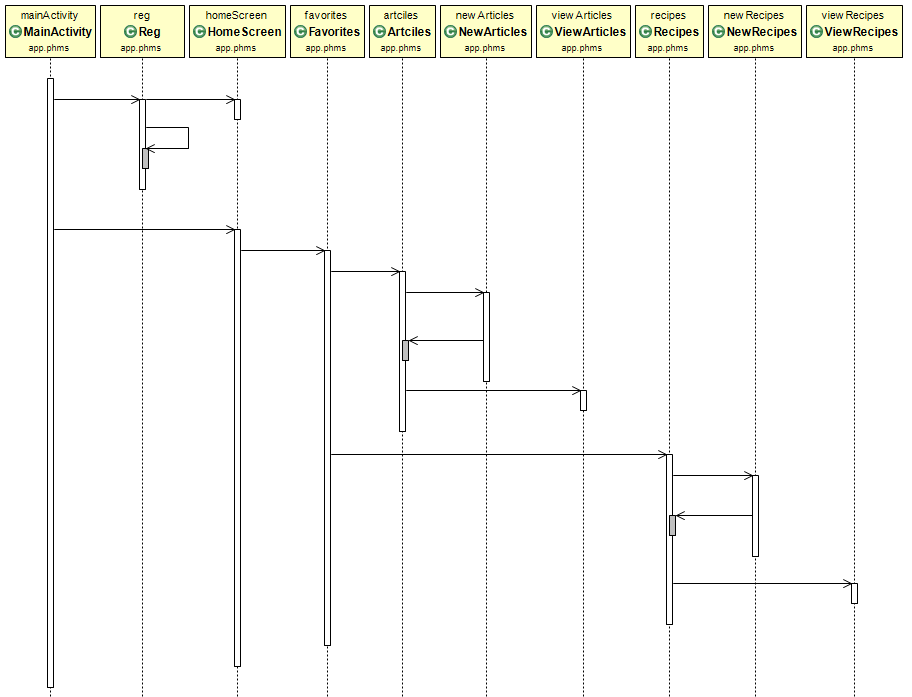 mainActivity
C MainActivity
app.phms
reg
C Reg
app.phms
homeScreen
C HomeScreen
app.phms
favorites
C Favorites
app.phms
artciles
C Artciles
app.phms
new Articles
C NewArticles
app.phms
view Articles
C ViewArticles
app.phms
recipes
C Recipes
app.phms
new Recipes
C NewRecipes
app.phms
view Recipes
C ViewRecipes
app.phms